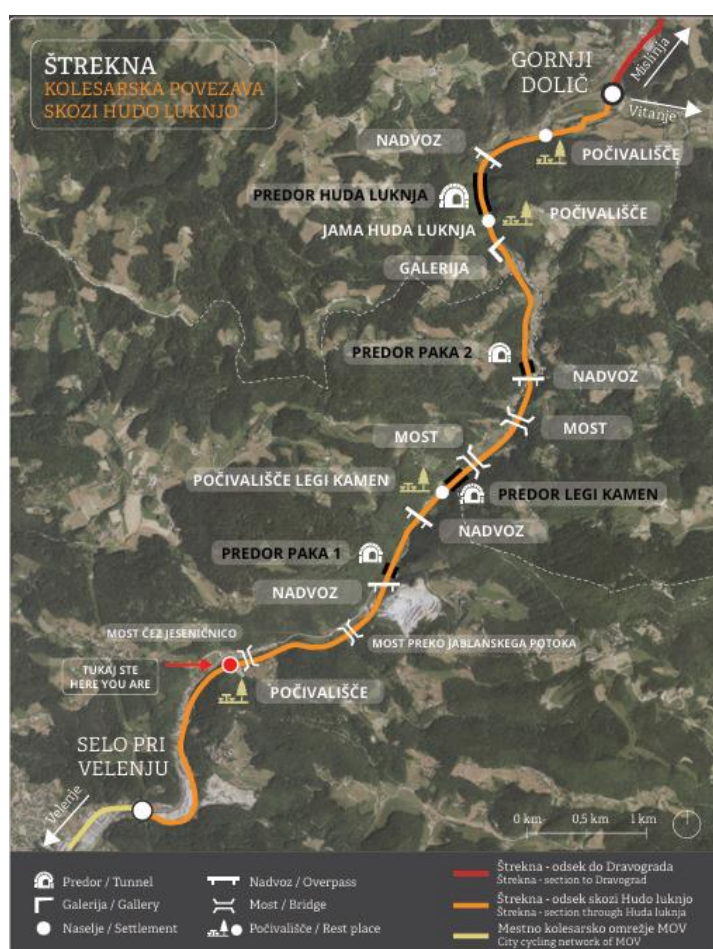 ŠTREKNA
KOLESARSKA POVEZAVA
SKOZI HUDO LUKNJO
GORNJI
DOLIČ
Mislinja
Vitanje
NADVOZ
POČIVALIŠČE
PREDOR HUDA LUKNJA
POČIVALIŠČE
JAMA HUDA LUKNJA
GALERIJA
PREDOR PAKA 2
NADVOZ
MOST
MOST
POČIVALIŠČE LEGI KAMEN
PREDOR LEGI KAMEN
NADVOZ
PREDOR PAKA 1
NADVOZ
MOST ČEZ JESENIČNICO
MOST PREKO JABLANSKEGA POTOKA
TUKAJ STE
HERE YOU ARE
POČIVALIŠČE
SELO PRI
VELENJU
Velenje
0 km 0,5 km 1 km
Predor / Tunnel
Galerija / Gallery
Naselje / Settlement
Nadvoz / Overpass
Most / Bridge
Počivališče / Rest place
Štrekna - odsek do Dravograda
Štrekna - section to Dravograd
Štrekna - odsek skozi Hudo luknjo
Štrekna - section through Huda luknja
Mestno kolesarsko omrežje MOV
City cycling network of MOV